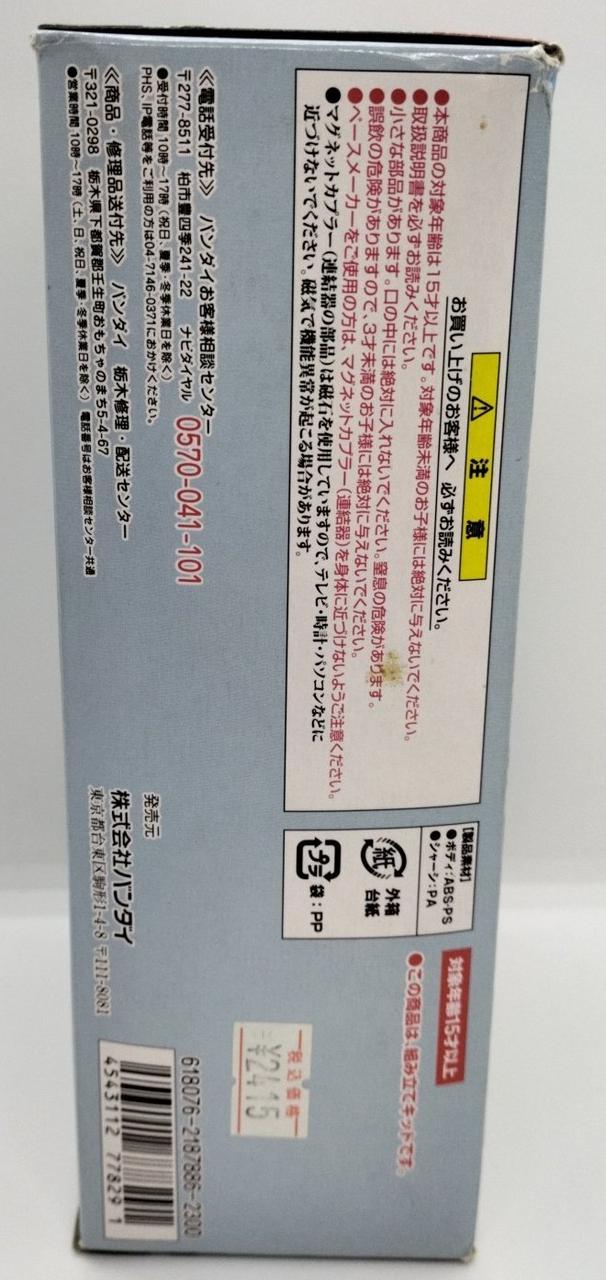 ⚠ 注意
お買い上げのお客様へ 必ずお読みください。
●本商品の対象年齢は15才以上です。対象年齢未満のお子様には絶対に与えないでください。
●取扱説明書を必ずお読みください。
●小さな部品があります。口の中には絶対に入れないでください。窒息の危険があります。
●誤飲の危険がありますので、3才未満のお子様には絶対に与えないでください。
●ペースメーカーをご使用の方は、マグネットカプラー(連結器)を身体に近づけないようご注意ください。
●マグネットカプラー(連結器の部品)は磁石を使用していますので、テレビ・時計・パソコンなどに
近づけないでください。磁気で機能異常が起こる場合があります。
《電話受付先》 バンダイお客様相談センター
〒277-8511 柏市豊四季241-22 ナビダイヤル 0570-041-101
●受付時間 10時〜17時(祝日、夏季・冬季休業日を除く)
PHS、IP電話等をご利用の方は04-7146-0371におかけください。
《商品・修理品送付先》 バンダイ 栃木修理・配送センター
〒321-0298 栃木県下都賀郡壬生町おもちゃのまち5-4-67
●営業時間 10時〜17時(土、日、祝日、夏季・冬季休業日を除く) 電話番号はお客様相談センター共通
【製品素材】
●ボディ:ABS・PS
●シャーシ:PA
紙
外箱
台紙
プラ
袋:PP
対象年齢15才以上
●この商品は、組み立てキットです。
発売元
株式会社バンダイ
東京都台東区駒形1-4-8 〒111-8081
税込価格
¥2415
618076-2187886-2300
4543112 778291